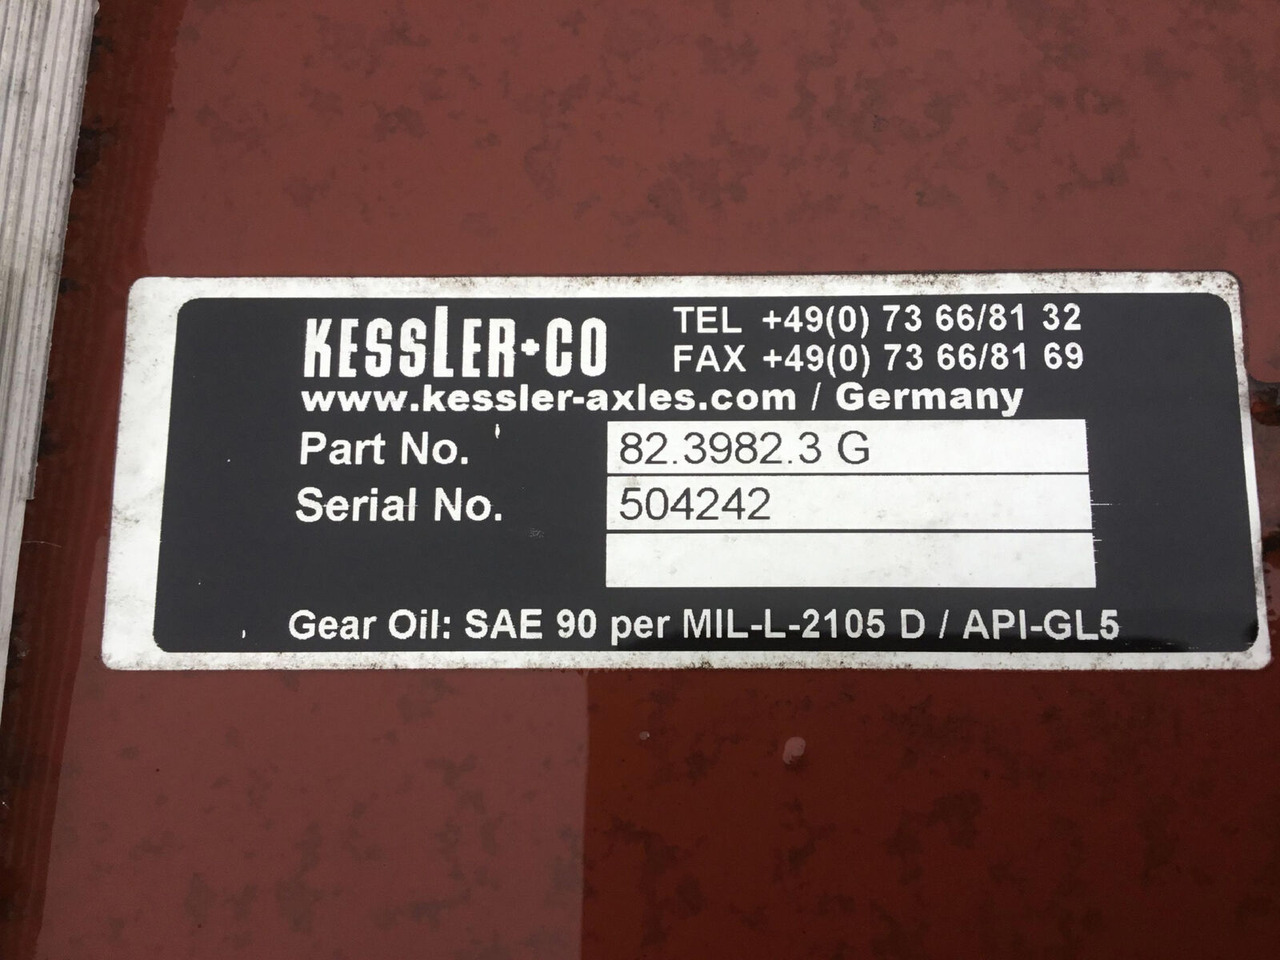 KESSLER+CO
TEL +49(0) 73 66/81 32
FAX +49(0) 73 66/81 69
www.kessler-axles.com / Germany
Part No. 82.3982.3 G
Serial No. 504242
Gear Oil: SAE 90 per MIL-L-2105 D / API-GL5